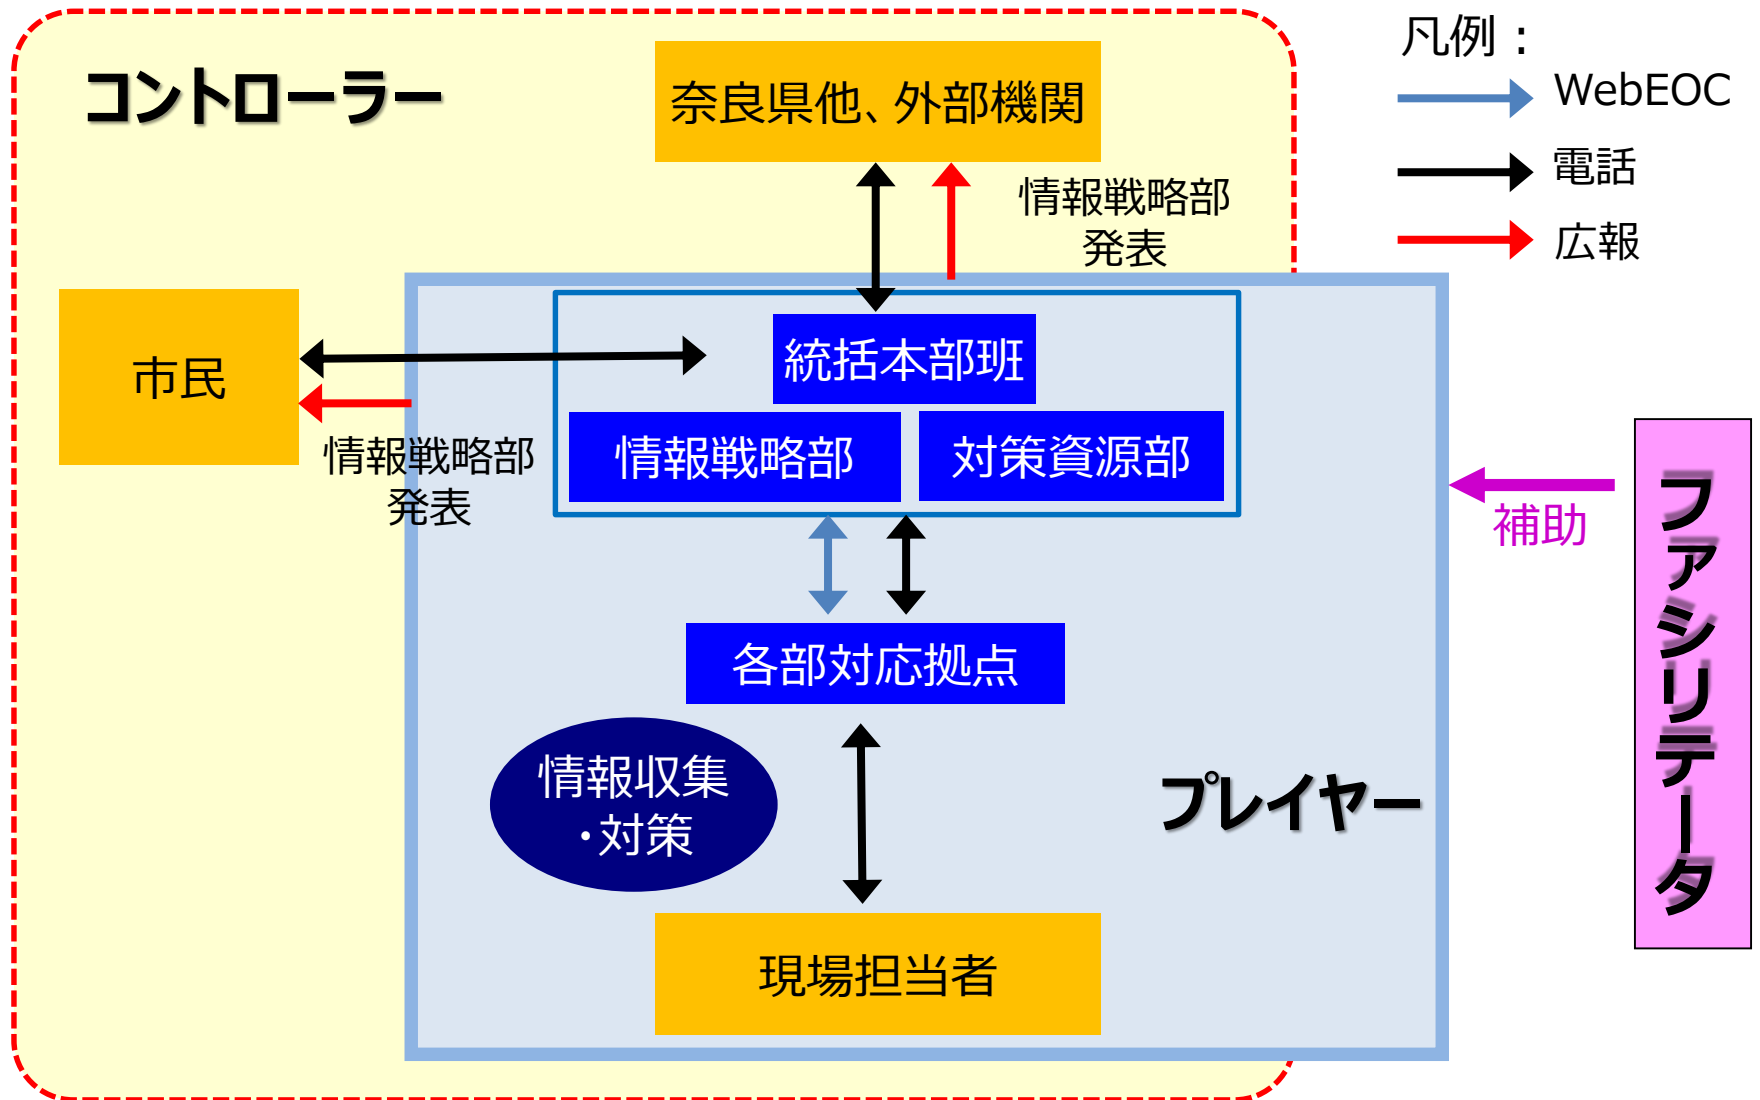 コントローラー
奈良県他、外部機関
凡例：
WebEOC
電話
広報
情報戦略部
発表
市民
統括本部班
情報戦略部
対策資源部
情報戦略部
発表
補助
ファシリテータ
各部対応拠点
情報収集
・対策
プレイヤー
現場担当者